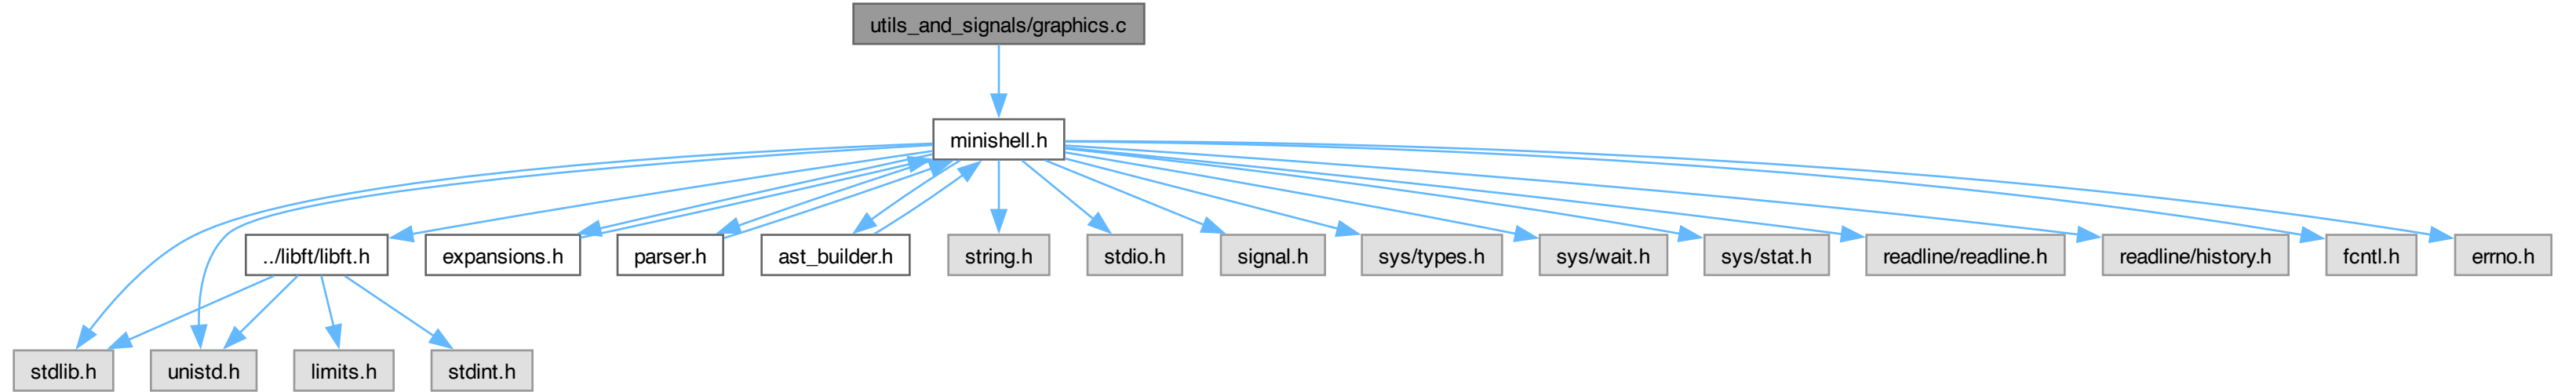 utils_and_signals/graphics.c
minishell.h
../libft/libft.h
expansions.h
parser.h
ast_builder.h
string.h
stdio.h
signal.h
sys/types.h
sys/wait.h
sys/stat.h
readline/readline.h
readline/history.h
fcntl.h
errno.h
stdlib.h
unistd.h
limits.h
stdint.h